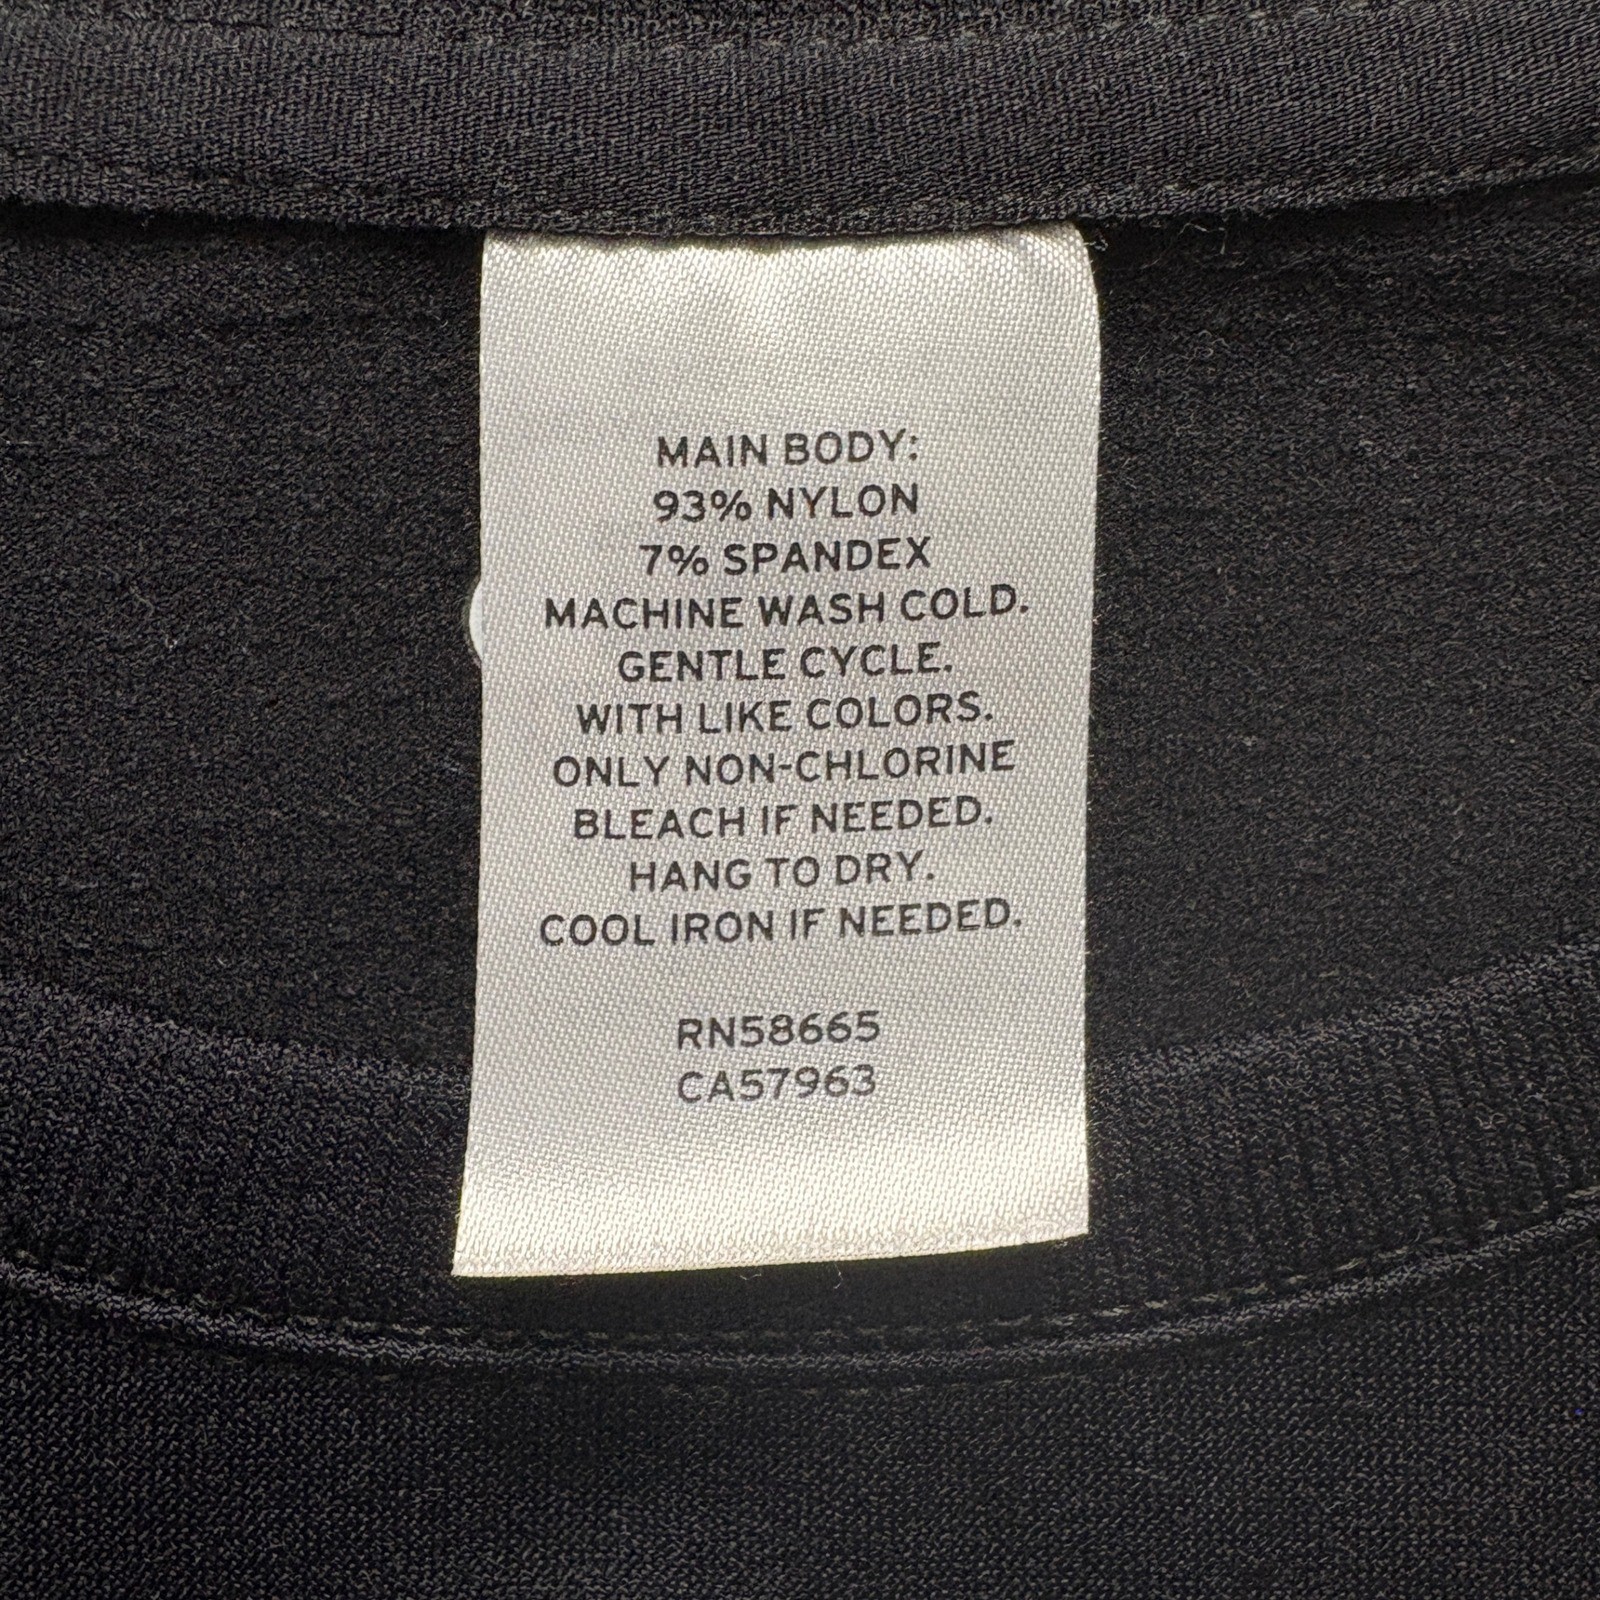 MAIN BODY:
93% NYLON
7% SPANDEX
MACHINE WASH COLD.
GENTLE CYCLE.
WITH LIKE COLORS.
ONLY NON-CHLORINE
BLEACH IF NEEDED.
HANG TO DRY.
COOL IRON IF NEEDED.
RN58665
CA57963